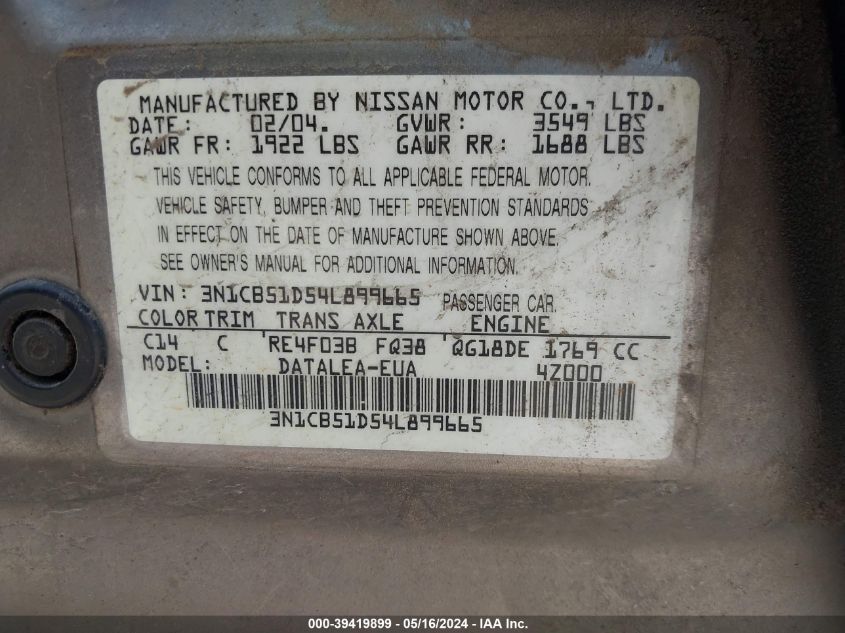 MANUFACTURED BY NISSAN MOTOR CO., LTD.
DATE: 02/04. GVWR: 3549 LBS
GAWR FR: 1922 LBS GAWR RR: 1688 LBS
THIS VEHICLE CONFORMS TO ALL APPLICABLE FEDERAL MOTOR
VEHICLE SAFETY, BUMPER AND THEFT PREVENTION STANDARDS
IN EFFECT ON THE DATE OF MANUFACTURE SHOWN ABOVE.
SEE OWNER'S MANUAL FOR ADDITIONAL INFORMATION.
VIN: 3N1CB51D54L899665 PASSENGER CAR
COLOR TRIM TRANS AXLE ENGINE
C14 C RE4F03B FQ38 QG18DE 1769 CC
MODEL: DATALEA-EUA 4Z000
3N1CB51D54L899665
000-39419899 - 05/16/2024 - IAAI Inc.